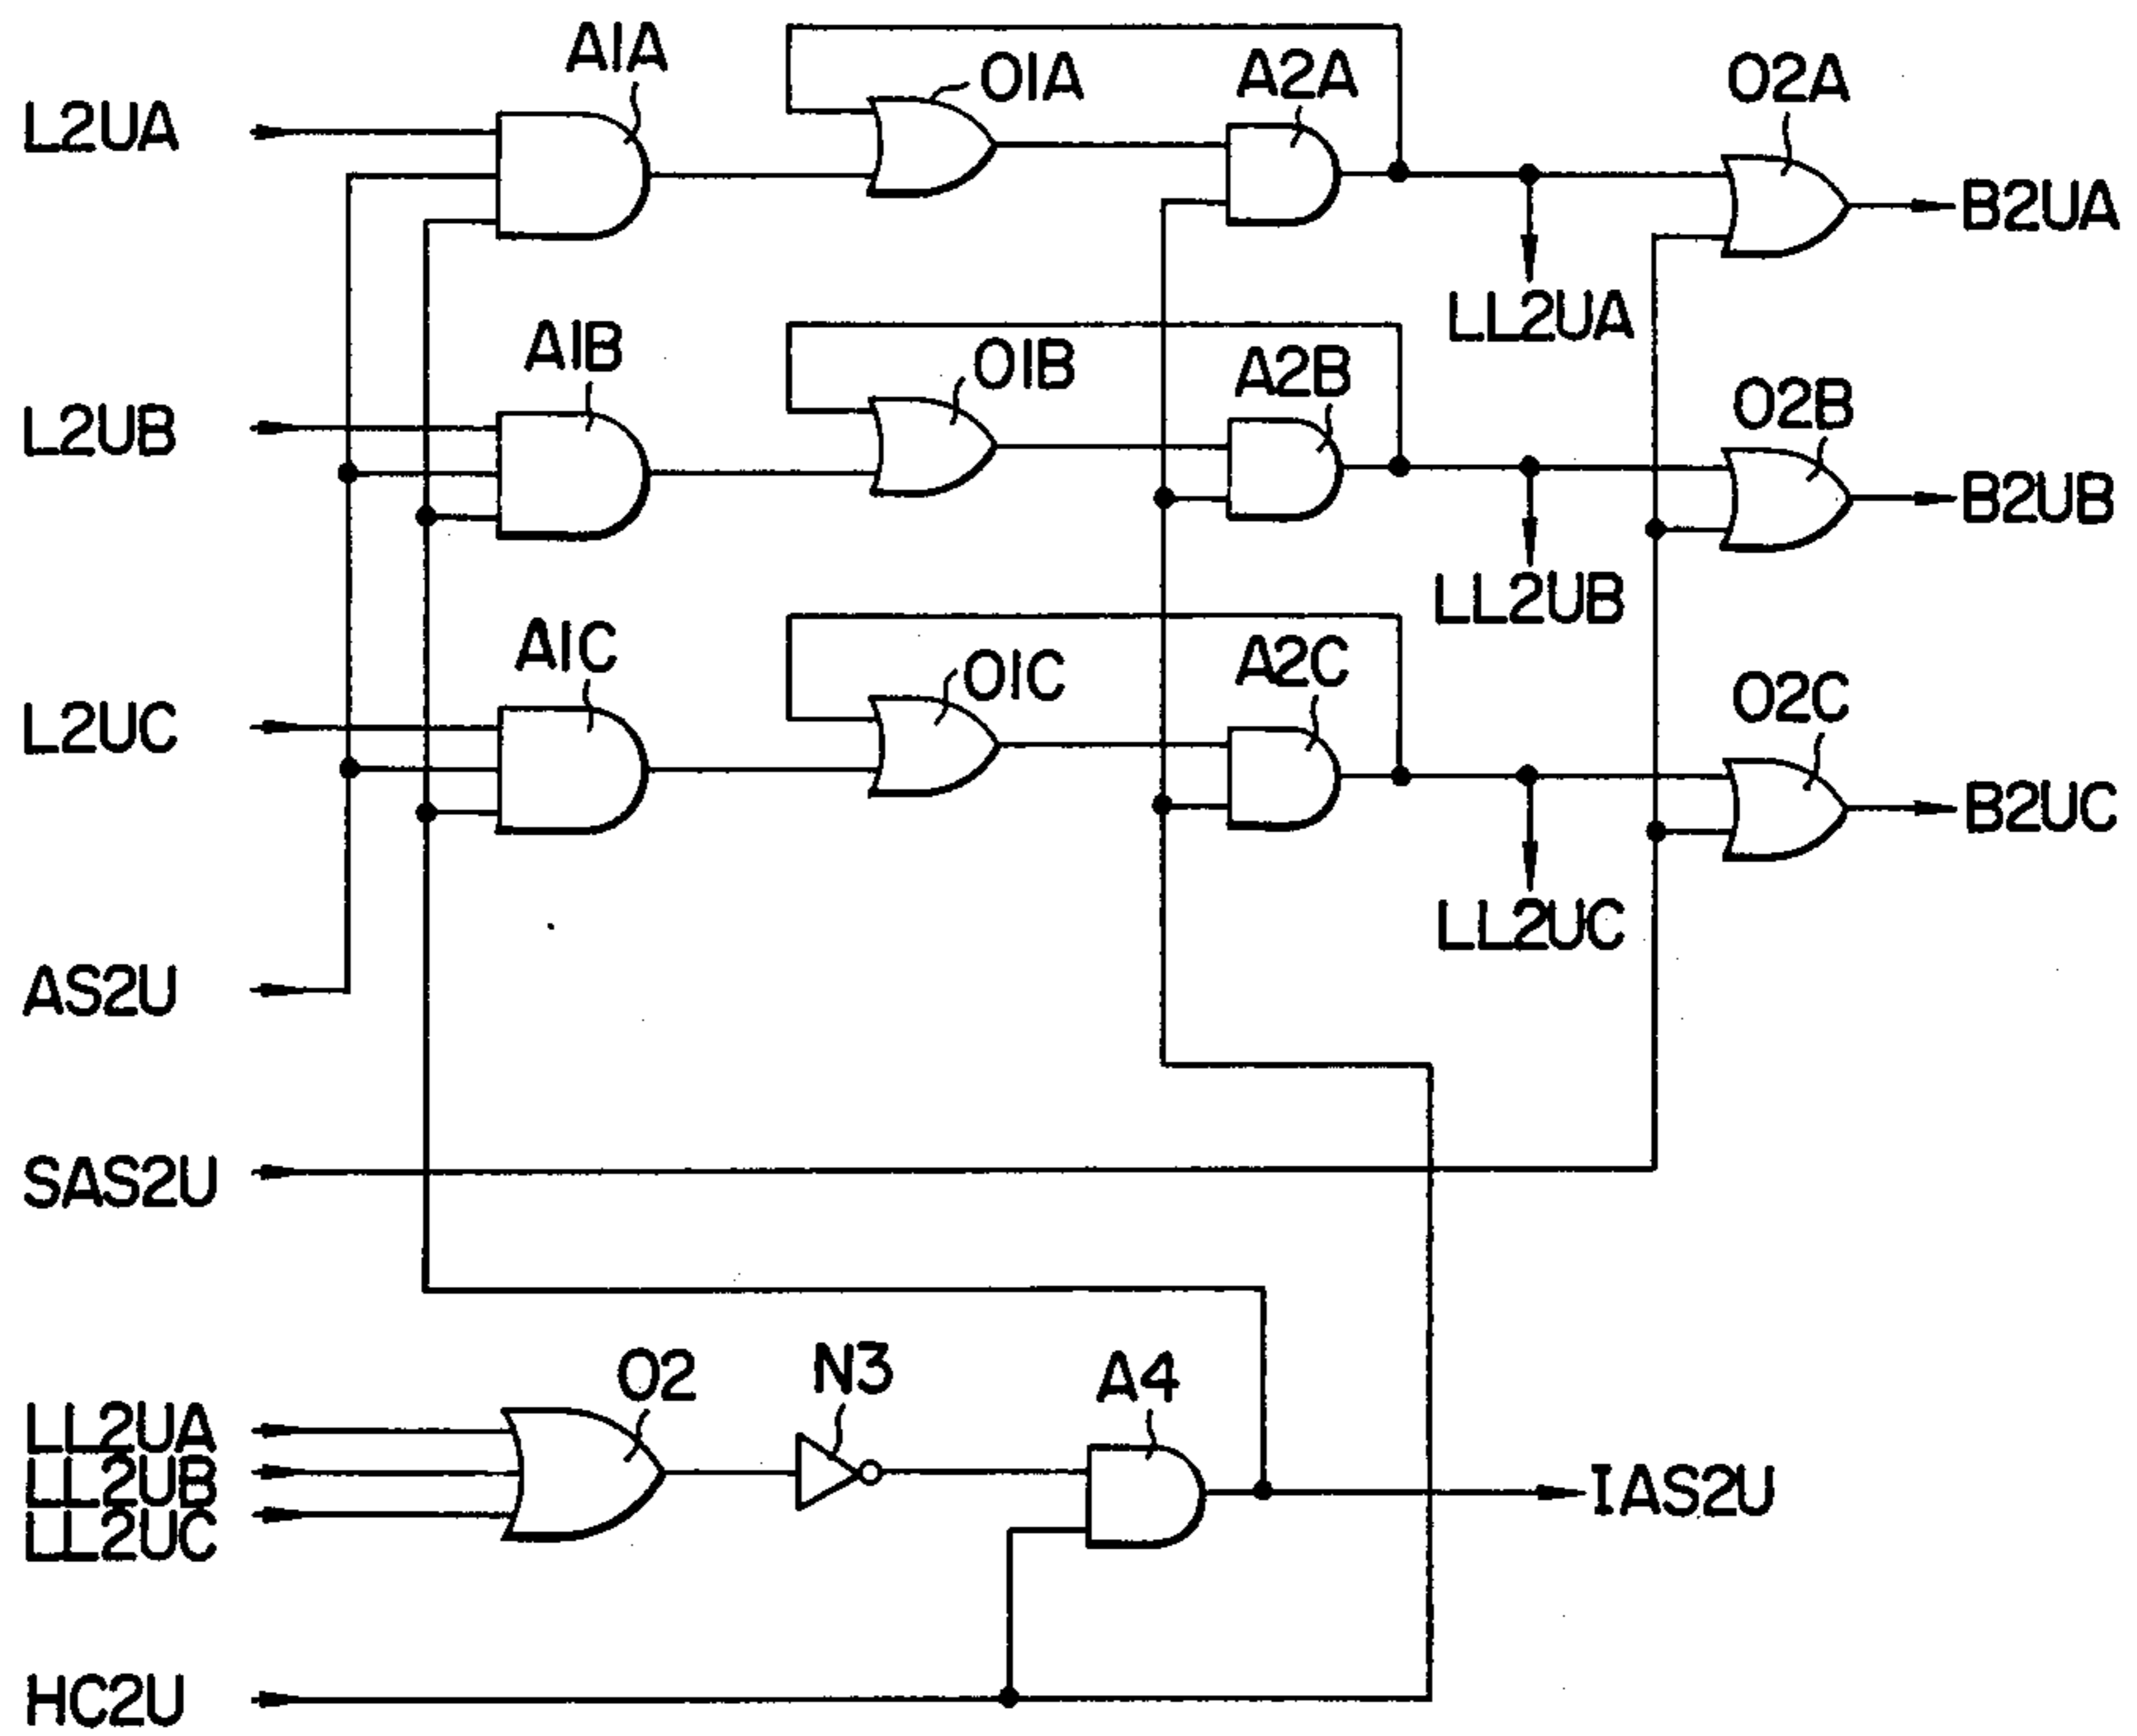 A1A
O1A
A2A
O2A
L2UA
B2UA
LL2UA
A1B
O1B
A2B
O2B
L2UB
B2UB
LL2UB
A1C
O1C
A2C
O2C
L2UC
B2UC
LL2UC
AS2U
SAS2U
O2
N3
A4
LL2UA
LL2UB
LL2UC
IAS2U
HC2U